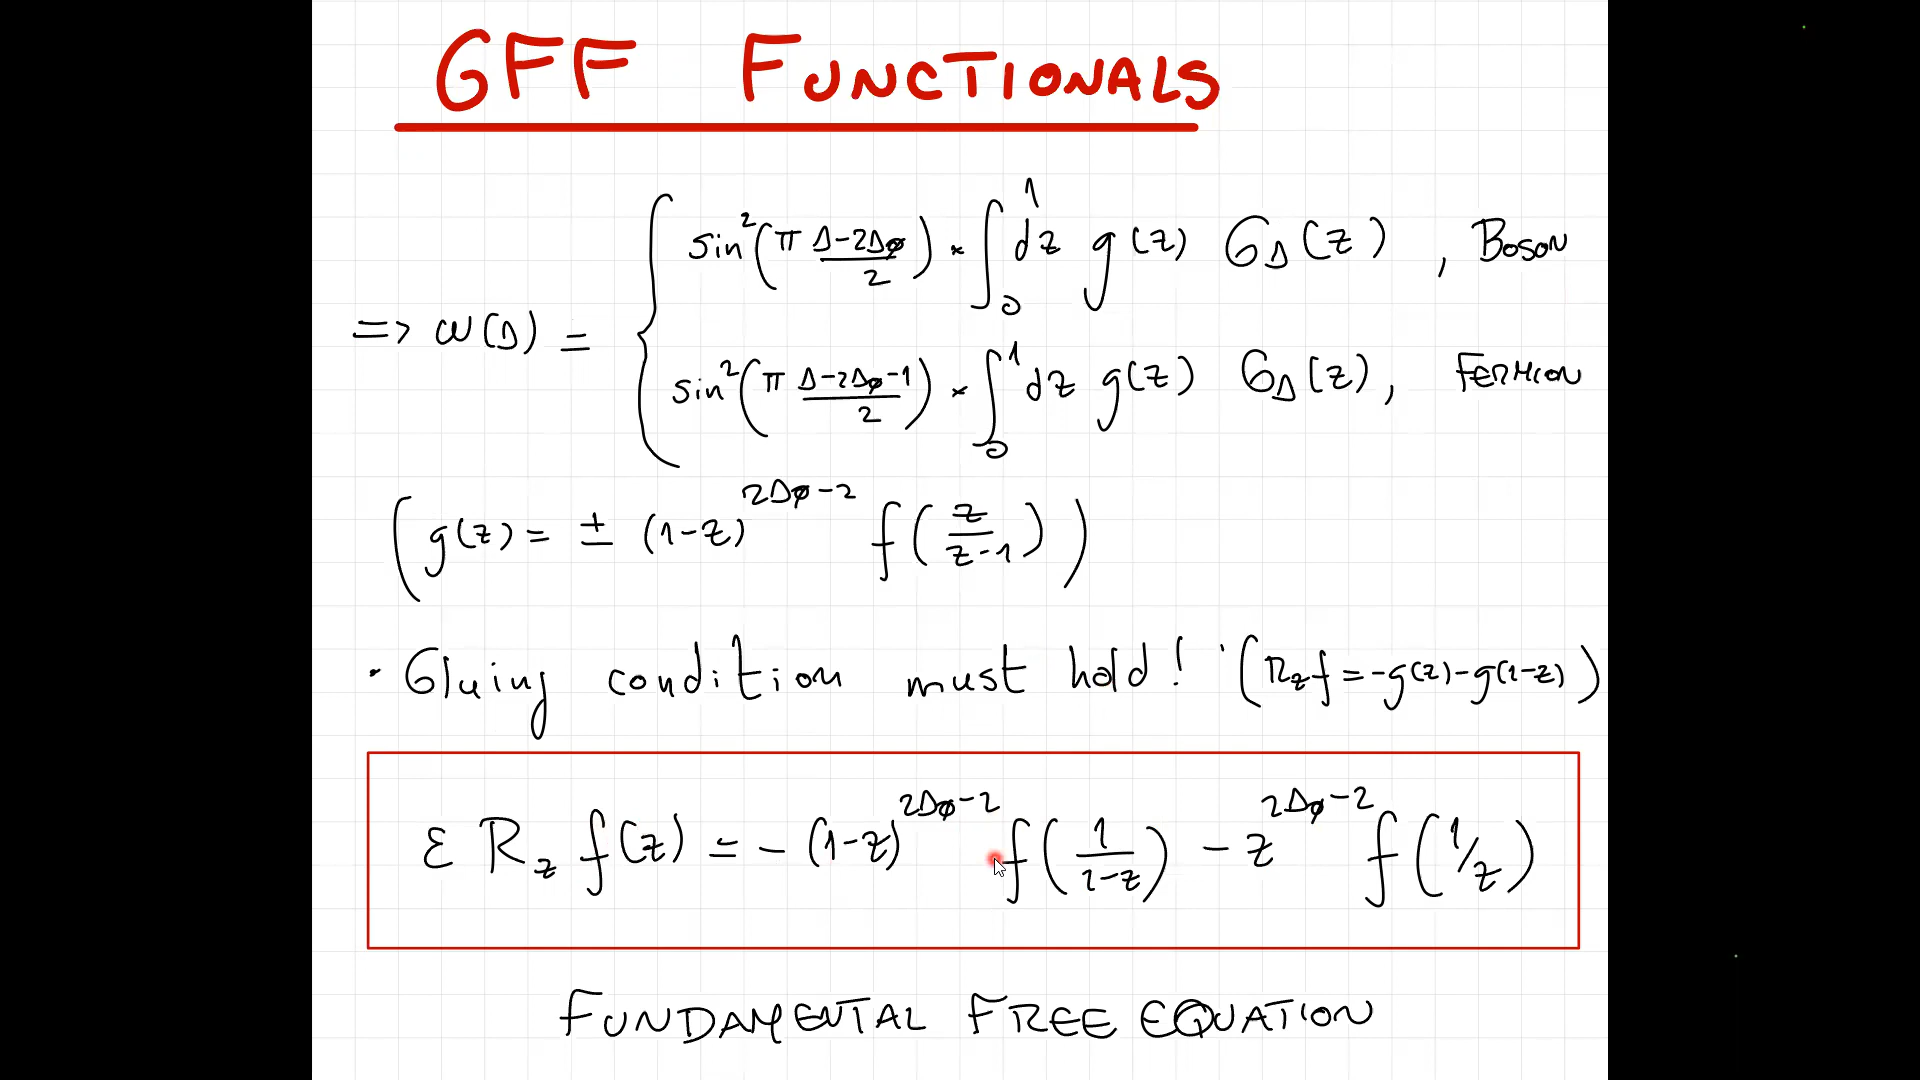 GFF FUNCTIONALS
=> ω(Δ) = { sin²(π (Δ-2Δφ)/2) × ∫₀¹ dz g(z) G_Δ(z) , BOSON
sin²(π (Δ-2Δφ-1)/2) × ∫₀¹ dz g(z) G_Δ(z), FERMION
( g(z) = ± (1-z)^{2Δφ-2} f(z/(z-1)) )
· Gluing condition must hold! (R_z f = -g(z)-g(1-z))
ε R_z f(z) = - (1-z)^{2Δφ-2} f(1/(1-z)) - z^{2Δφ-2} f(1/z)
FUNDAMENTAL FREE EQUATION